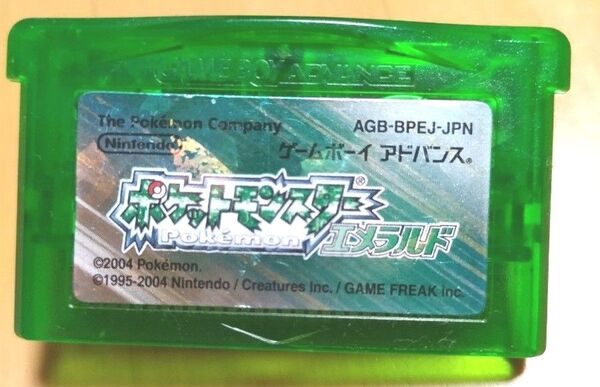 GAME BOY ADVANCE
The Pokémon Company
AGB-BPEJ-JPN
Nintendo
ゲームボーイ アドバンス®
ポケットモンスター®
Pokémon
エメラルド
©2004 Pokémon.
©1995-2004 Nintendo / Creatures Inc. / GAME FREAK inc.